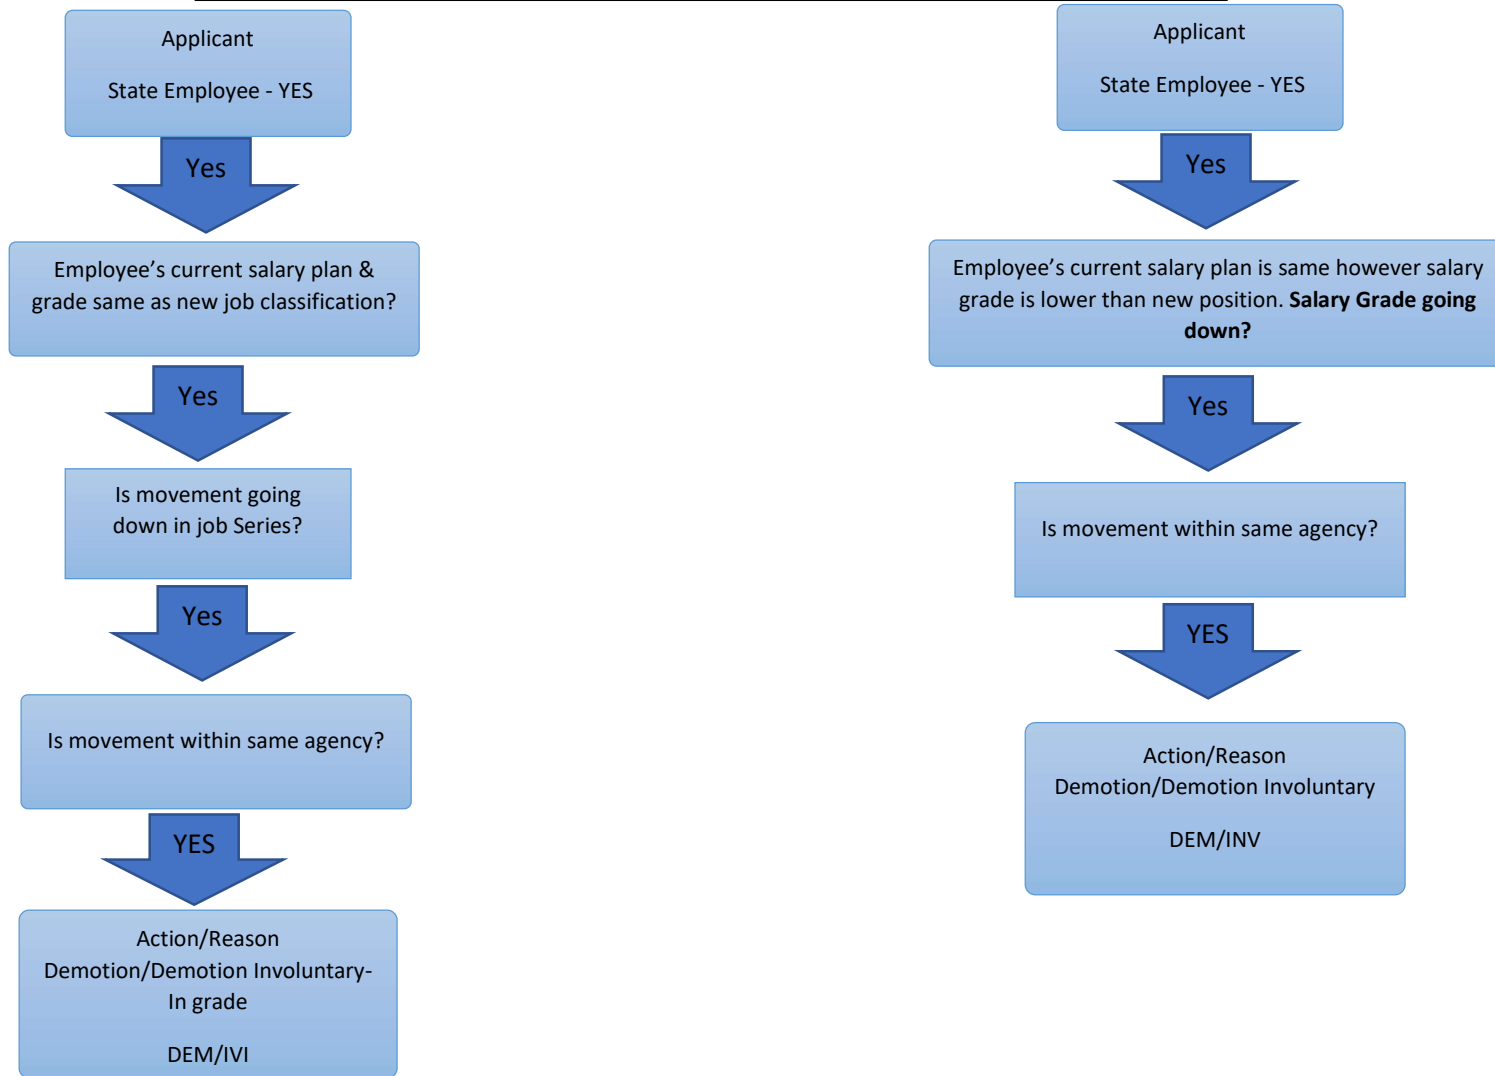 Applicant
State Employee - YES
Yes
Employee’s current salary plan &
grade same as new job classification?
Yes
Is movement going
down in job Series?
Yes
Is movement within same agency?
YES
Action/Reason
Demotion/Demotion Involuntary-
In grade
DEM/IVI
Applicant
State Employee - YES
Yes
Employee’s current salary plan is same however salary
grade is lower than new position. Salary Grade going
down?
Yes
Is movement within same agency?
YES
Action/Reason
Demotion/Demotion Involuntary
DEM/INV